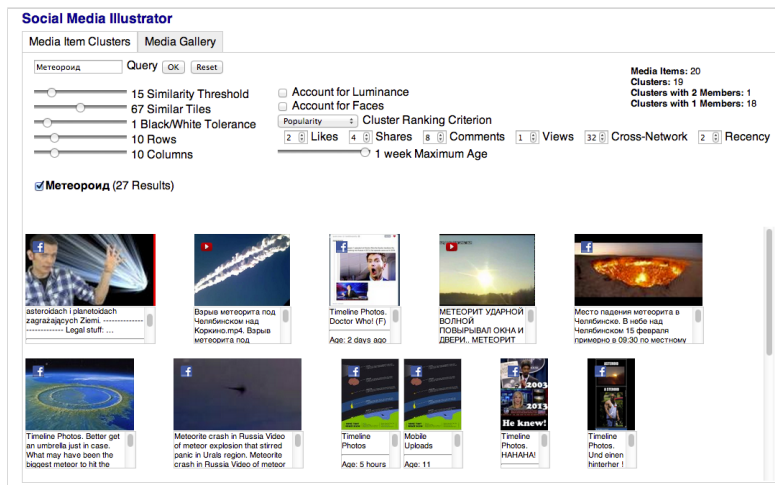 Social Media Illustrator
Media Item Clusters
Media Gallery
Метеороид Query OK Reset
Media Items: 20
Clusters: 19
Clusters with 2 Members: 1
Clusters with 1 Members: 18
15 Similarity Threshold
67 Similar Tiles
1 Black/White Tolerance
10 Rows
10 Columns
Account for Luminance
Account for Faces
Popularity Cluster Ranking Criterion
2 Likes 4 Shares 8 Comments 1 Views 32 Cross-Network 2 Recency
1 week Maximum Age
Метеороид (27 Results)
asteroidach i planetoidach
zagrażających Ziemi. ---------------
------------- Legal stuff: …
Взрыв метеорита под
Челябинском над
Коркино.mp4. Взрыв
метеорита под
Timeline Photos.
Doctor Who! (F)
Age: 2 days ago
МЕТЕОРИТ УДАРНОЙ
ВОЛНОЙ
ПОВЫРЫВАЛ ОКНА И
ДВЕРИ.. МЕТЕОРИТ
Место падения метеорита в
Челябинске. В небе над
Челябинском 15 февраля
примерно в 09:30 по местному
Timeline Photos. Better get
an umbrella just in case.
What may have been the
biggest meteor to hit the
Meteorite crash in Russia Video
of meteor explosion that stirred
panic in Urals region. Meteorite
crash in Russia Video of meteor
Timeline
Photos
Age: 5 hours
Mobile
Uploads
Age: 11
2003
2013
He knew!
Timeline
Photos.
HAHAHA!
Timeline
Photos.
Und einen
hinterher !